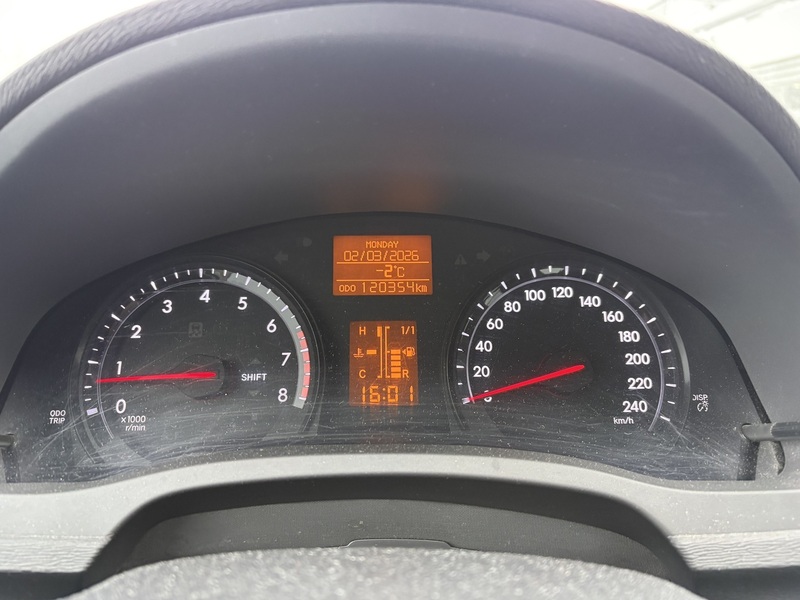 MONDAY
02/03/2026
-2°C
ODO 120354km
H 1/1
C R
16:01
0 1 2 3 4 5 6 7 8
SHIFT
x1000
r/min
ODO
TRIP
0 20 40 60 80 100 120 140 160 180 200 220 240
km/h
DISP.